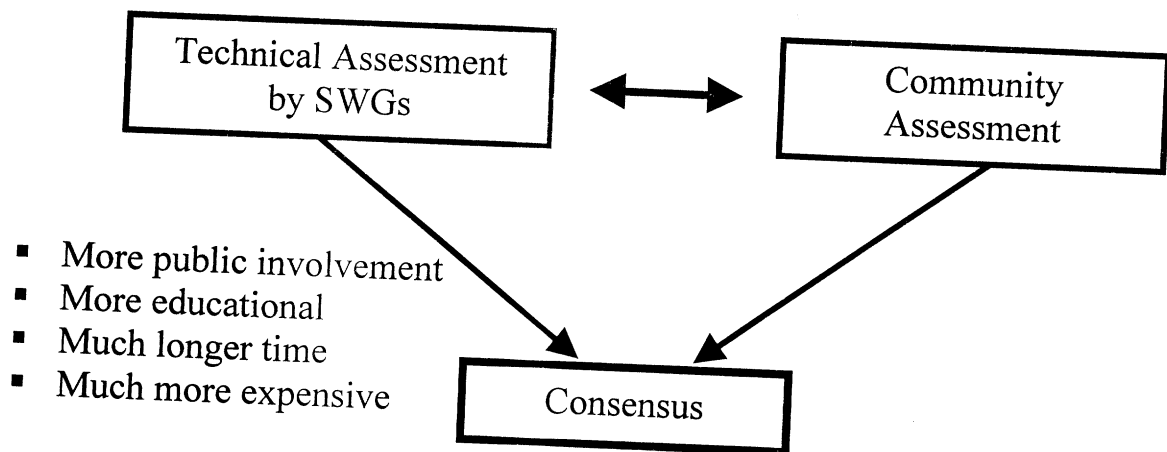 Technical Assessment
by SWGs
Community
Assessment
▪ More public involvement
▪ More educational
▪ Much longer time
▪ Much more expensive
Consensus